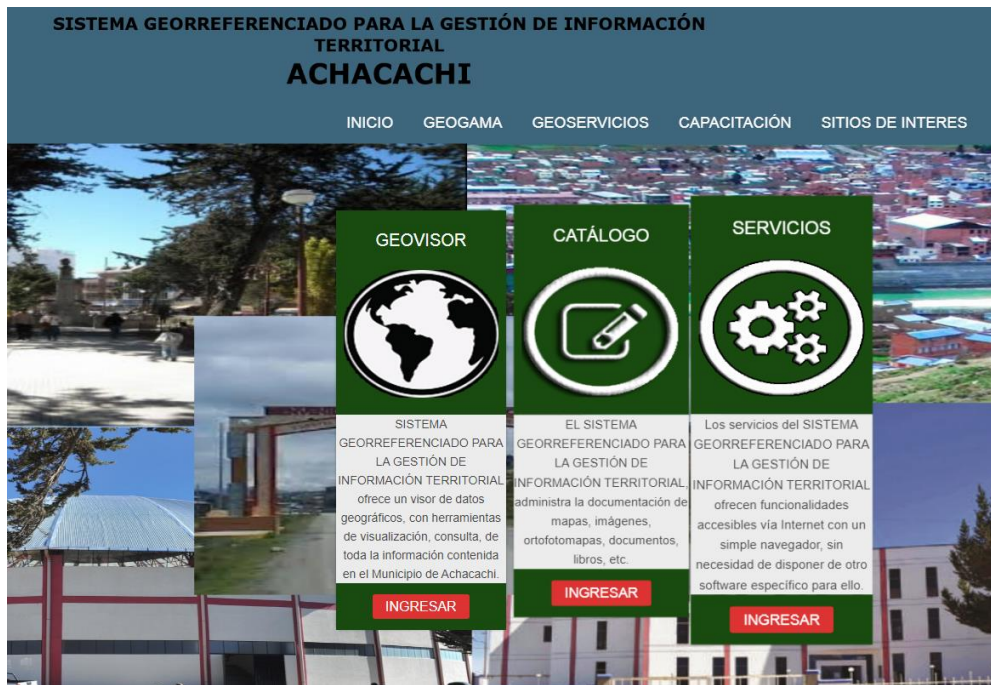 SISTEMA GEORREFERENCIADO PARA LA GESTIÓN DE INFORMACIÓN
TERRITORIAL
ACHACACHI
INICIO GEOGAMA GEOSERVICIOS CAPACITACIÓN SITIOS DE INTERES
GEOVISOR
SISTEMA
GEORREFERENCIADO PARA
LA GESTIÓN DE
INFORMACIÓN TERRITORIAL
ofrece un visor de datos
geográficos, con herramientas
de visualización, consulta, de
toda la información contenida
en el Municipio de Achacachi.
INGRESAR
CATÁLOGO
EL SISTEMA
GEORREFERENCIADO PARA
LA GESTIÓN DE
INFORMACIÓN TERRITORIAL,
administra la documentación de
mapas, imágenes,
ortofotomapas, documentos,
libros, etc.
INGRESAR
SERVICIOS
Los servicios del SISTEMA
GEORREFERENCIADO PARA
LA GESTIÓN DE
INFORMACIÓN TERRITORIAL
ofrecen funcionalidades
accesibles vía Internet con un
simple navegador, sin
necesidad de disponer de otro
software específico para ello.
INGRESAR